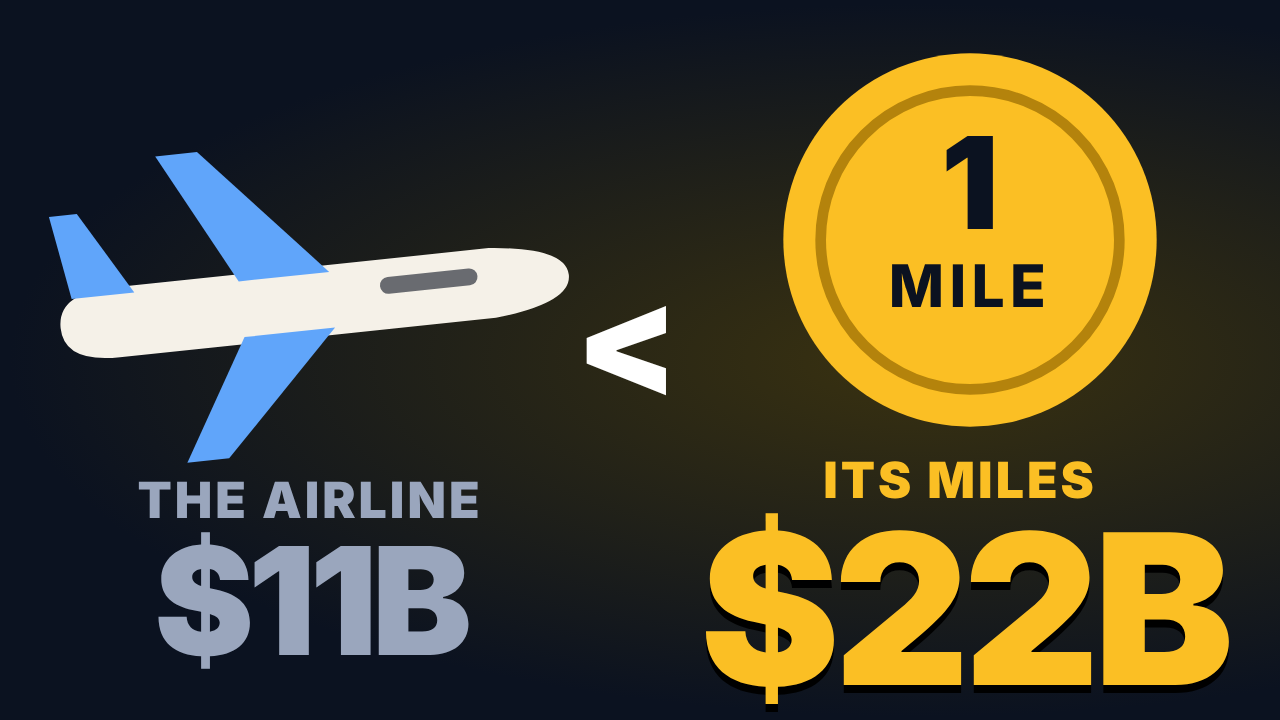 THE AIRLINE
$11B
<
1
MILE
ITS MILES
$22B